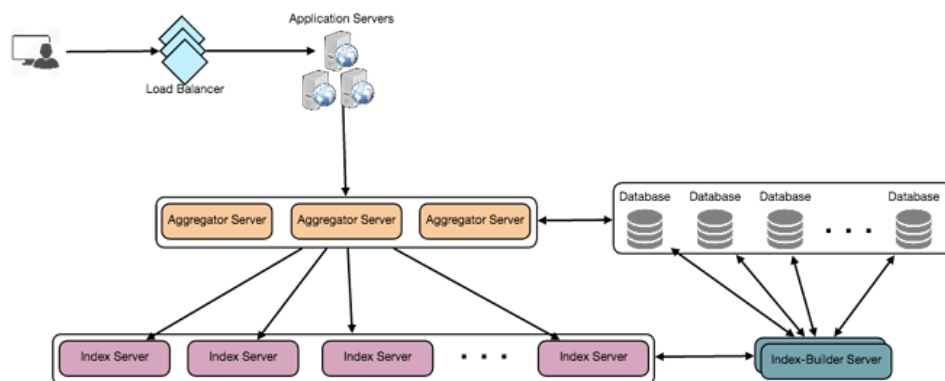 Application Servers
Load Balancer
Aggregator Server
Aggregator Server
Aggregator Server
Database
Database
Database
Database
Index Server
Index Server
Index Server
Index Server
Index-Builder Server